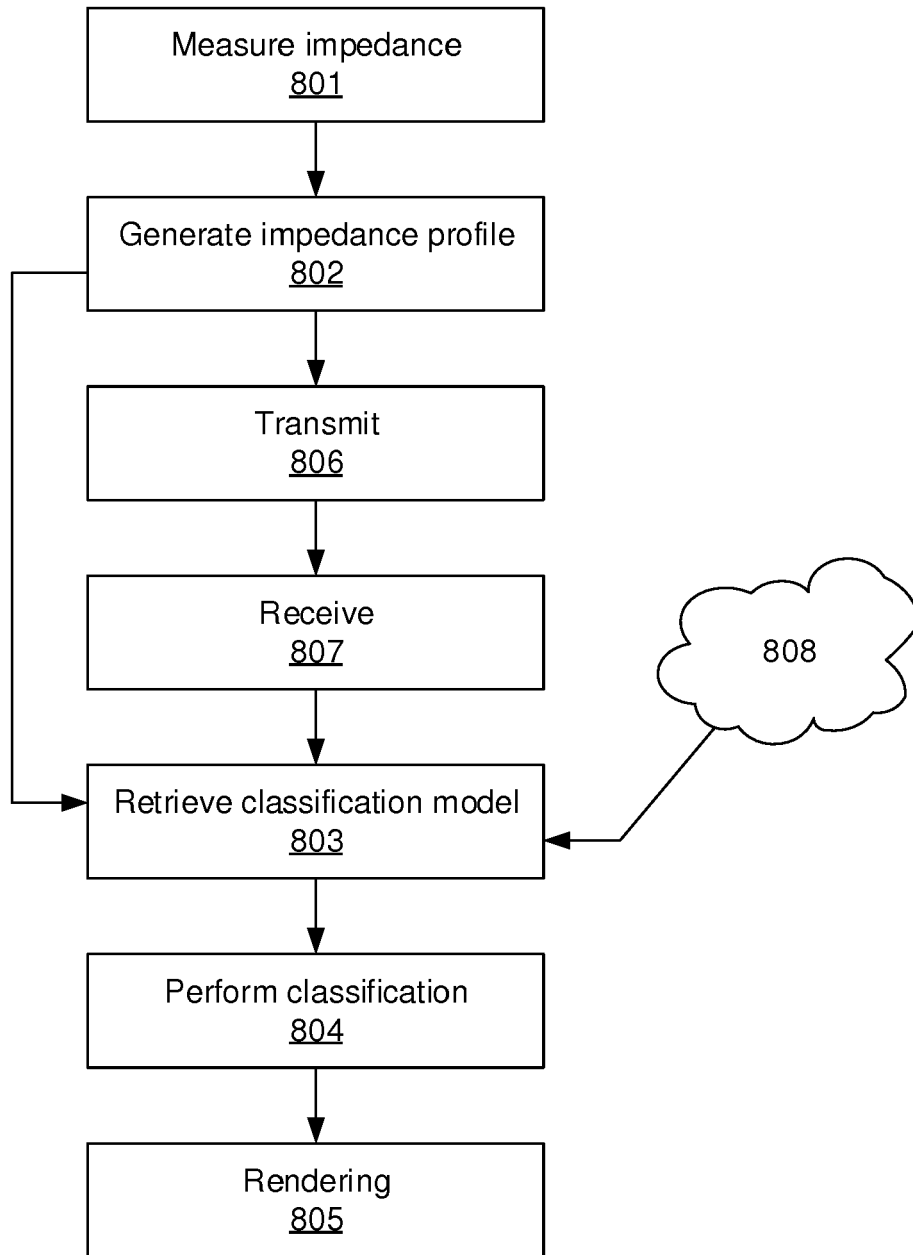 Measure impedance
801
Generate impedance profile
802
Transmit
806
Receive
807
808
Retrieve classification model
803
Perform classification
804
Rendering
805